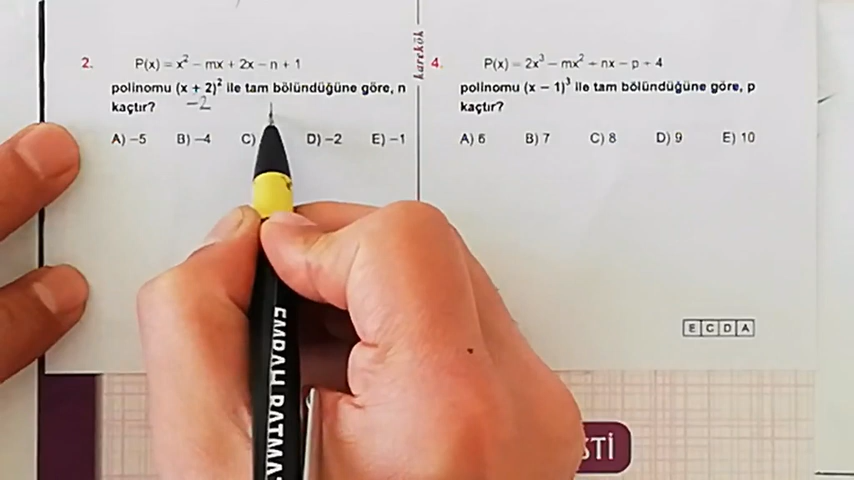 2. P(x) = x² – mx + 2x – n + 1
polinomu (x + 2)² ile tam bölündüğüne göre, n
–2
kaçtır?
A) –5 B) –4 C) D) –2 E) –1
karekök
4. P(x) = 2x³ – mx² + nx – p + 4
polinomu (x – 1)³ ile tam bölündüğüne göre, p
kaçtır?
A) 6 B) 7 C) 8 D) 9 E) 10
E C D A
STİ